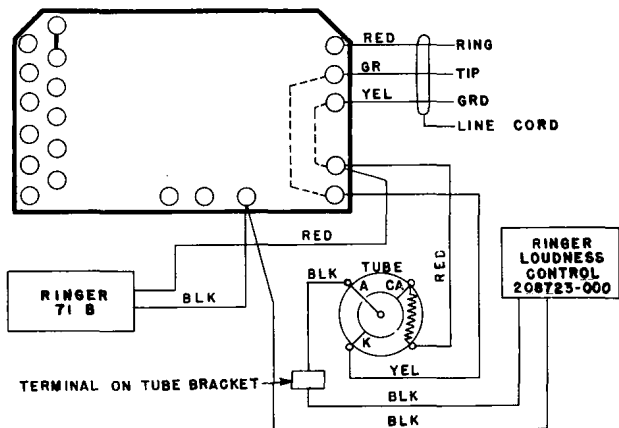 RED RING
GR TIP
YEL GRD
LINE CORD
RED
RINGER
71 B
BLK
BLK
TUBE
A CA
K
RED
RINGER
LOUDNESS
CONTROL
208723-000
YEL
TERMINAL ON TUBE BRACKET
BLK
BLK